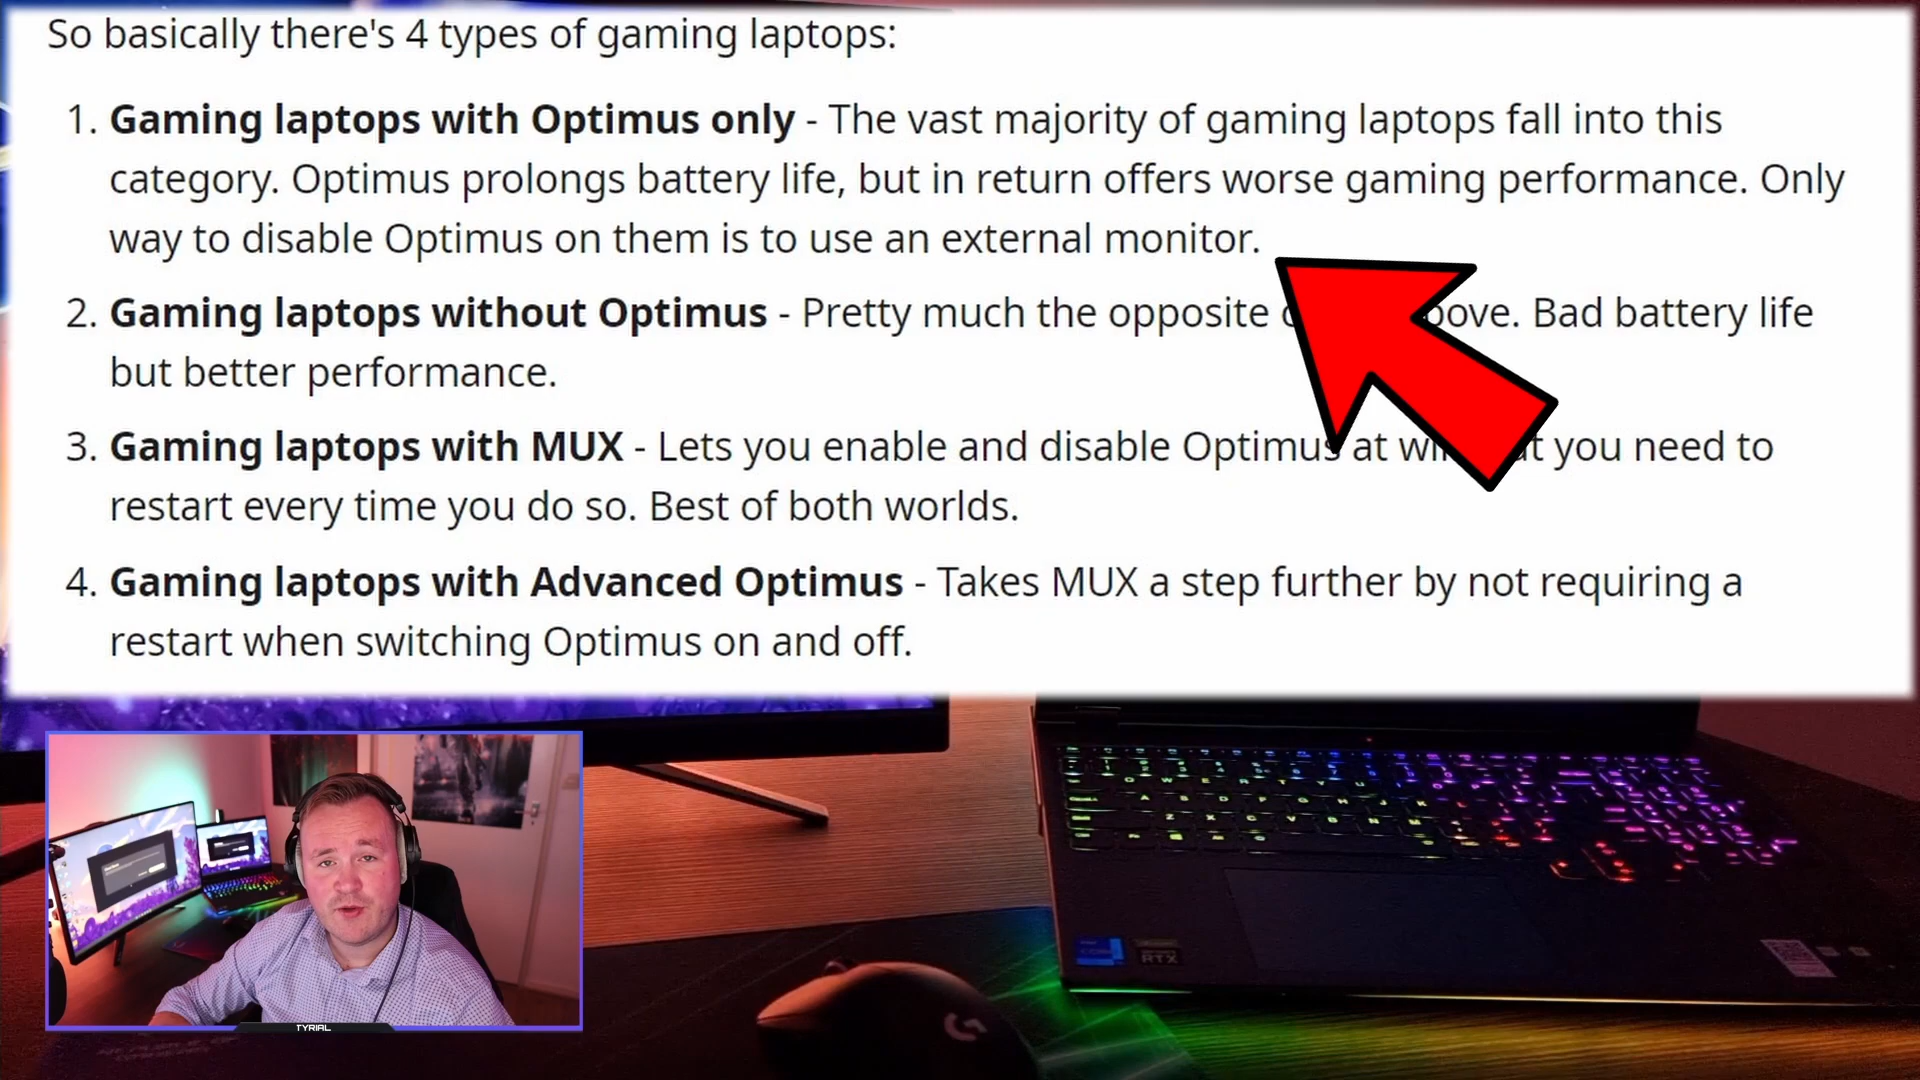 So basically there's 4 types of gaming laptops:
1. Gaming laptops with Optimus only - The vast majority of gaming laptops fall into this
category. Optimus prolongs battery life, but in return offers worse gaming performance. Only
way to disable Optimus on them is to use an external monitor.
2. Gaming laptops without Optimus - Pretty much the opposite bove. Bad battery life
but better performance.
3. Gaming laptops with MUX - Lets you enable and disable Optimus at you need to
restart every time you do so. Best of both worlds.
4. Gaming laptops with Advanced Optimus - Takes MUX a step further by not requiring a
restart when switching Optimus on and off.
TYRIAL
RTX